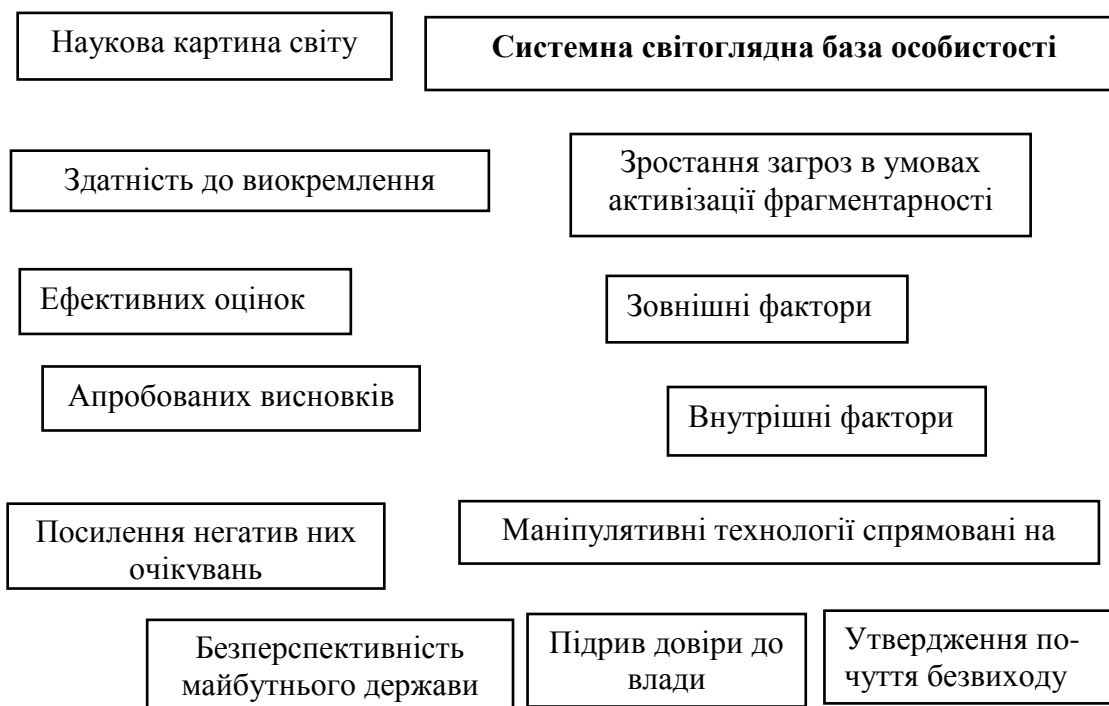 Наукова картина світу
Системна світоглядна база особистості
Здатність до виокремлення
Зростання загроз в умовах
активізації фрагментарності
Ефективних оцінок
Зовнішні фактори
Апробованих висновків
Внутрішні фактори
Посилення негатив них
очікувань
Маніпулятивні технології спрямовані на
Безперспективність
майбутнього держави
Підрив довіри до
влади
Утвердження по-
чуття безвиходу